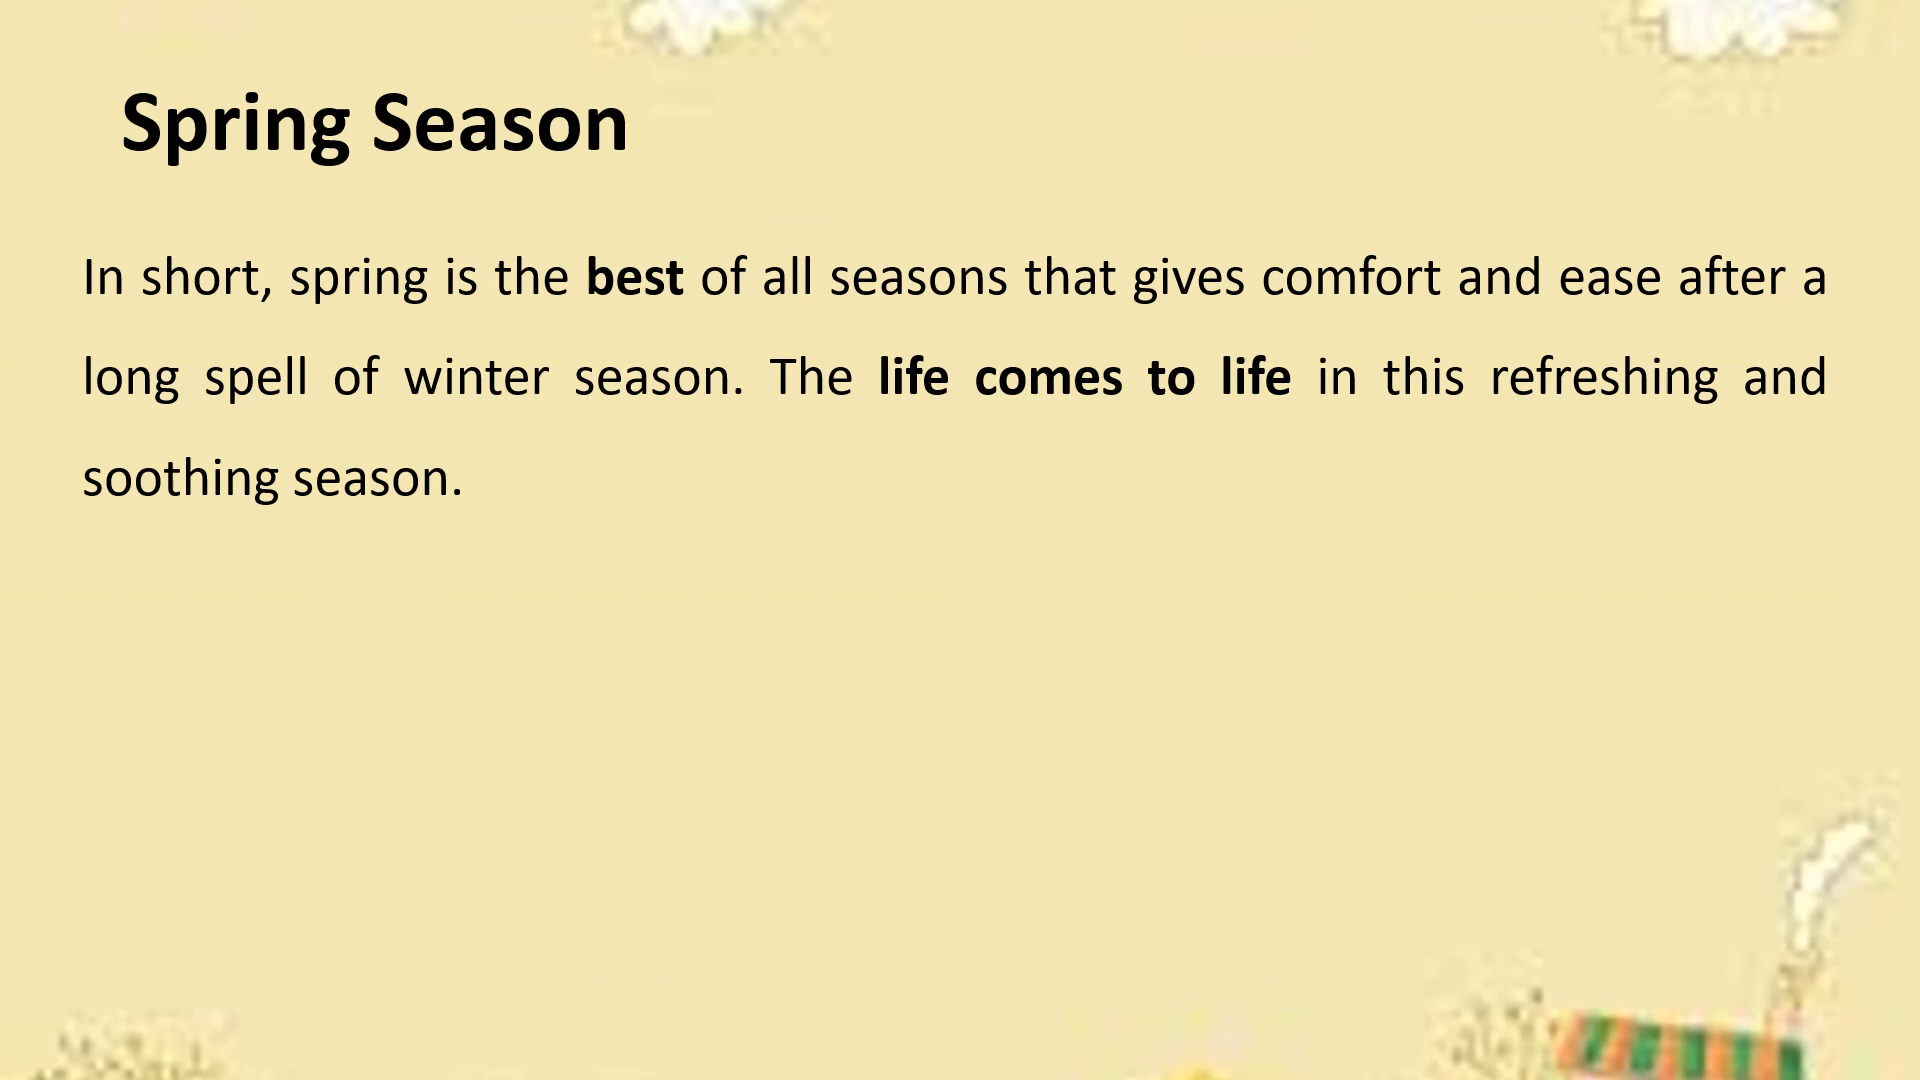 Spring Season
In short, spring is the best of all seasons that gives comfort and ease after a
long spell of winter season. The life comes to life in this refreshing and
soothing season.